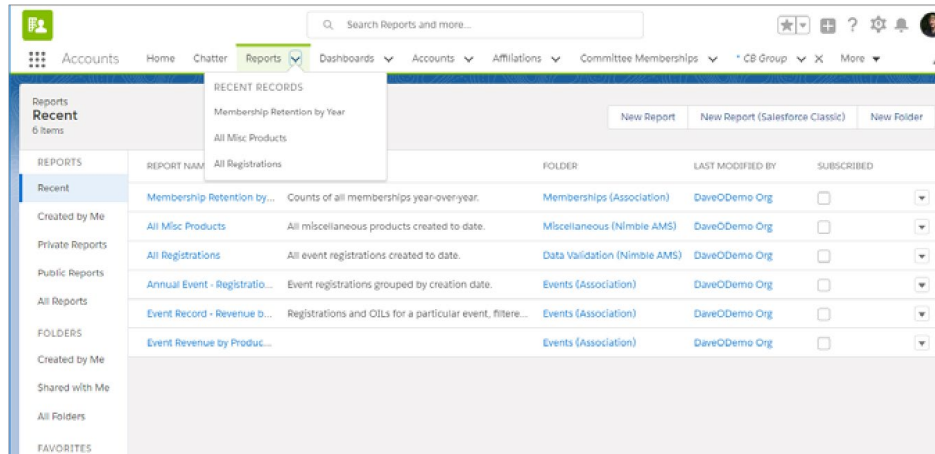 Search Reports and more...
Accounts
Home
Chatter
Reports
Dashboards
Accounts
Affiliations
Committee Memberships
* CB Group
More
RECENT RECORDS
Membership Retention by Year
All Misc Products
All Registrations
Reports
Recent
6 Items
New Report
New Report (Salesforce Classic)
New Folder
REPORTS
Recent
Created by Me
Private Reports
Public Reports
All Reports
FOLDERS
Created by Me
Shared with Me
All Folders
FAVORITES
REPORT NAM FOLDER LAST MODIFIED BY SUBSCRIBED
Membership Retention by... Counts of all memberships year-over-year. Memberships (Association) DaveODemo Org
All Misc Products All miscellaneous products created to date. Miscellaneous (Nimble AMS) DaveODemo Org
All Registrations All event registrations created to date. Data Validation (Nimble AMS) DaveODemo Org
Annual Event - Registratio... Event registrations grouped by creation date. Events (Association) DaveODemo Org
Event Record - Revenue b... Registrations and OILs for a particular event, filtere... Events (Association) DaveODemo Org
Event Revenue by Produc... Events (Association) DaveODemo Org